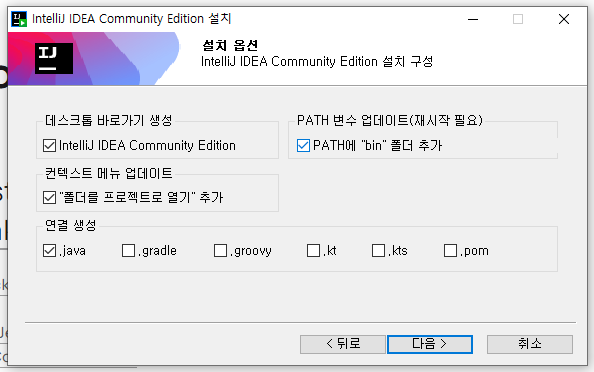 IntelliJ IDEA Community Edition 설치
IJ
설치 옵션
IntelliJ IDEA Community Edition 설치 구성
데스크톱 바로가기 생성
IntelliJ IDEA Community Edition
PATH 변수 업데이트(재시작 필요)
PATH에 "bin" 폴더 추가
컨텍스트 메뉴 업데이트
"폴더를 프로젝트로 열기" 추가
연결 생성
.java .gradle .groovy .kt .kts .pom
< 뒤로 다음 > 취소